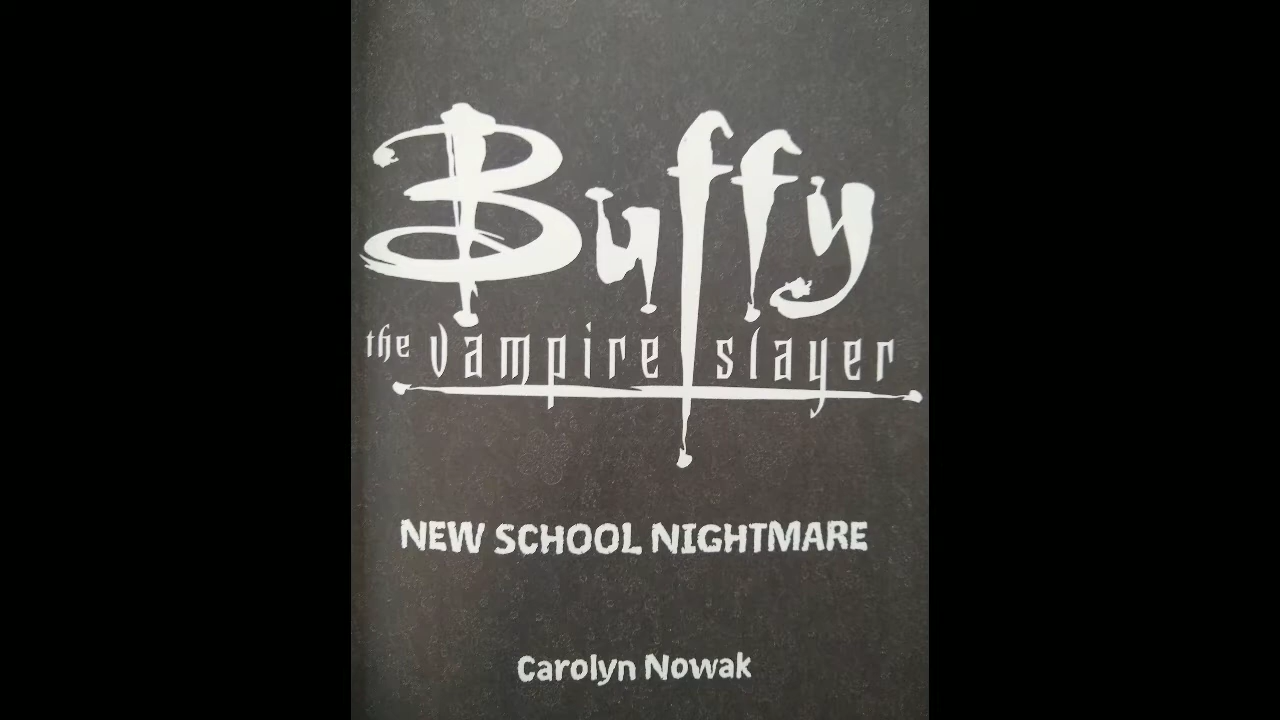 Buffy
the vampire slayer
NEW SCHOOL NIGHTMARE
Carolyn Nowak